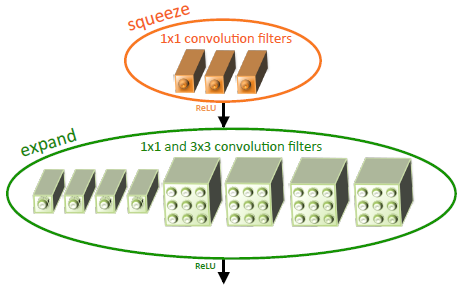 squeeze
1x1 convolution filters
ReLU
expand
1x1 and 3x3 convolution filters
ReLU